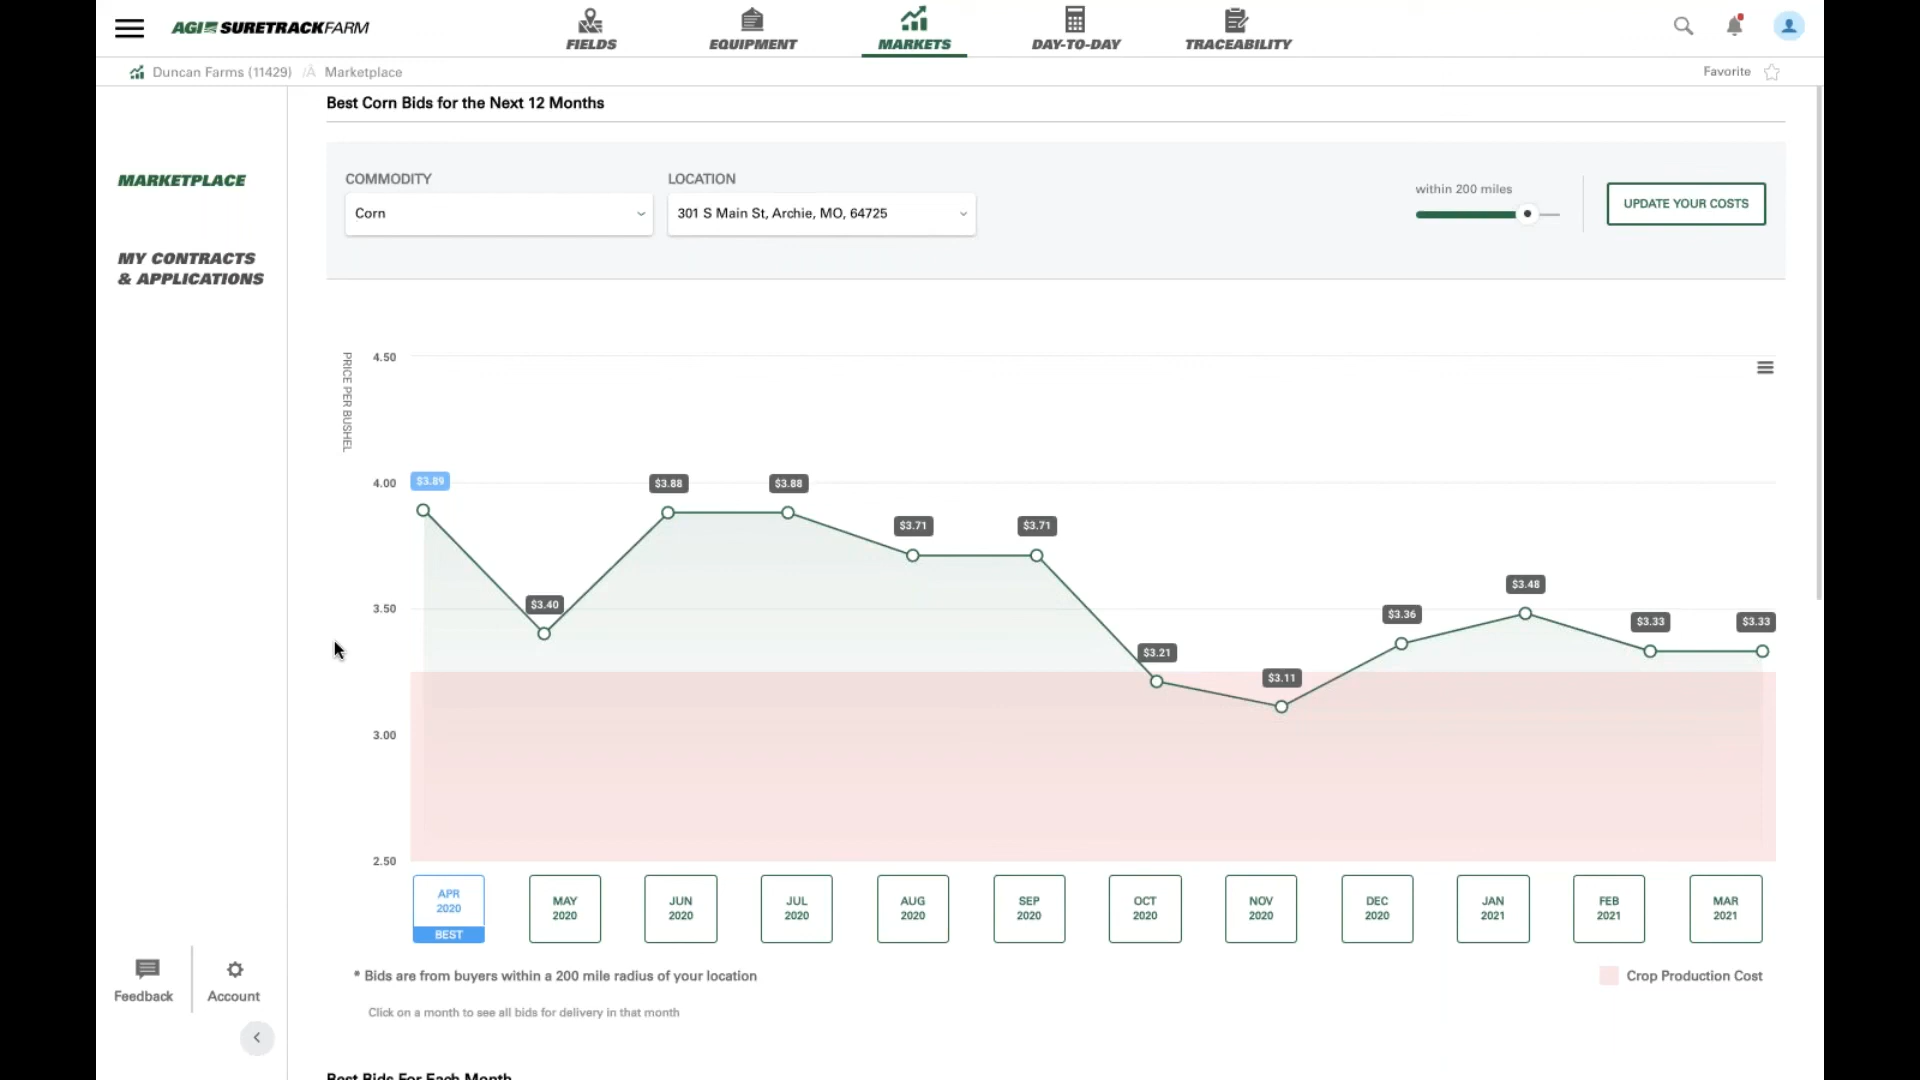 AGI SURETRACKFARM
FIELDS
EQUIPMENT
MARKETS
DAY-TO-DAY
TRACEABILITY
Duncan Farms (11429) /Â Marketplace
Favorite
Best Corn Bids for the Next 12 Months
MARKETPLACE
MY CONTRACTS
& APPLICATIONS
COMMODITY
Corn
LOCATION
301 S Main St, Archie, MO, 64725
within 200 miles
UPDATE YOUR COSTS
PRICE PER BUSHEL
4.50
4.00
3.50
3.00
2.50
$3.89
$3.40
$3.88
$3.88
$3.71
$3.71
$3.21
$3.11
$3.36
$3.48
$3.33
$3.33
APR
2020
BEST
MAY
2020
JUN
2020
JUL
2020
AUG
2020
SEP
2020
OCT
2020
NOV
2020
DEC
2020
JAN
2021
FEB
2021
MAR
2021
* Bids are from buyers within a 200 mile radius of your location
Crop Production Cost
Click on a month to see all bids for delivery in that month
Feedback
Account
Best Bids For Each Month